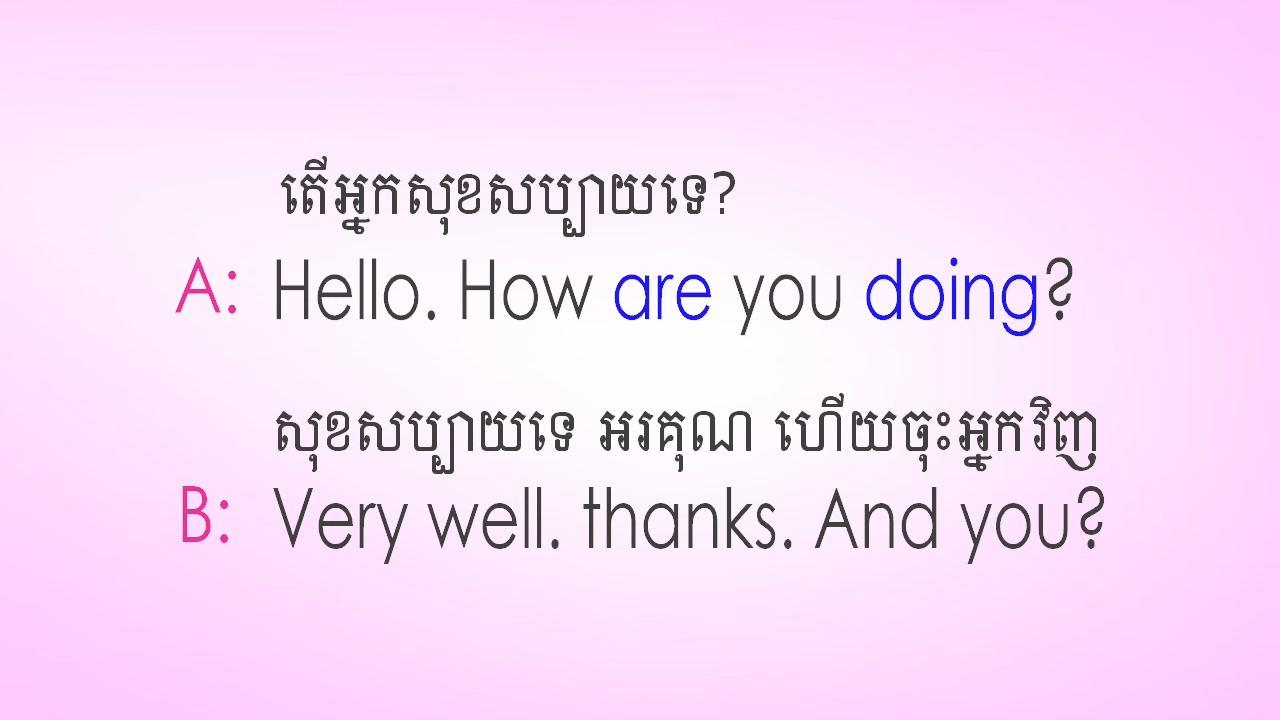 តើអ្នកសុខសប្បាយទេ?
A: Hello. How are you doing?
សុខសប្បាយទេ អរគុណ ហើយចុះអ្នកវិញ
B: Very well. thanks. And you?